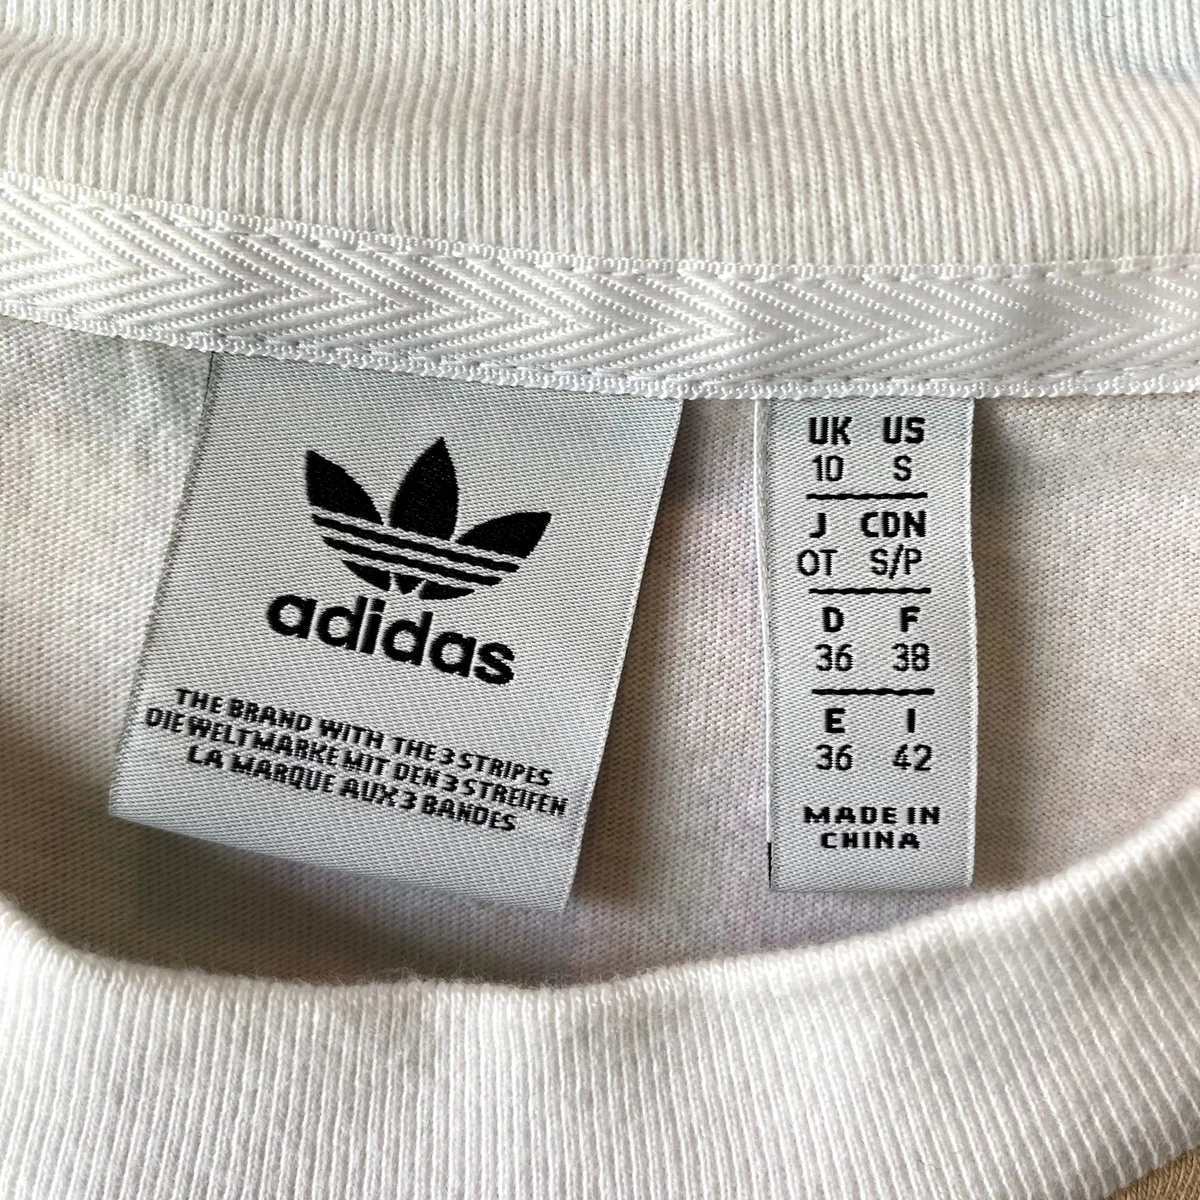 adidas
THE BRAND WITH THE 3 STRIPES
DIE WELTMARKE MIT DEN 3 STREIFEN
LA MARQUE AUX 3 BANDES
UK US
10 S
J CDN
OT S/P
D F
36 38
E I
36 42
MADE IN
CHINA